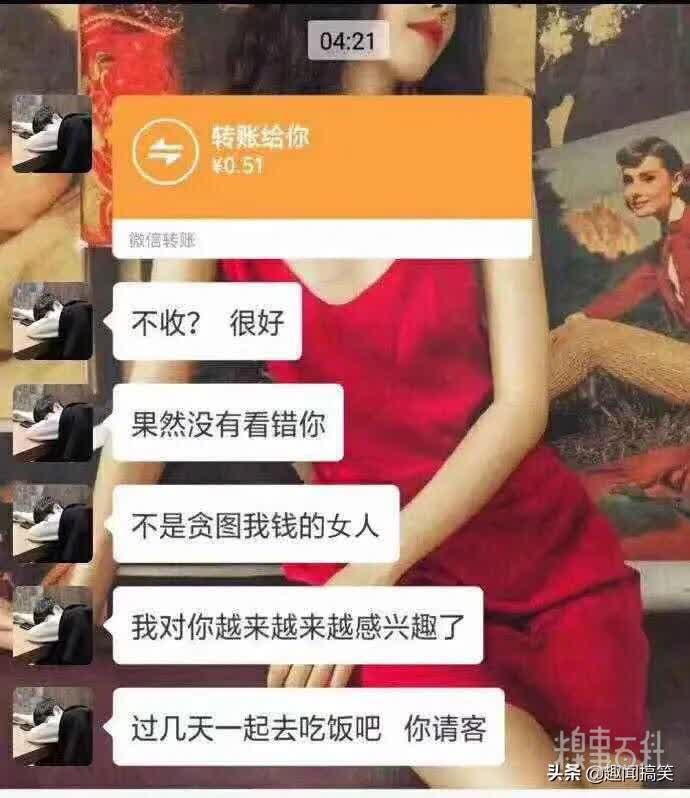 04:21
转账给你
¥0.51
微信转账
不收？ 很好
果然没有看错你
不是贪图我钱的女人
我对你越来越来越感兴趣了
过几天一起去吃饭吧 你请客
糗事百科
头条 @趣闻搞笑